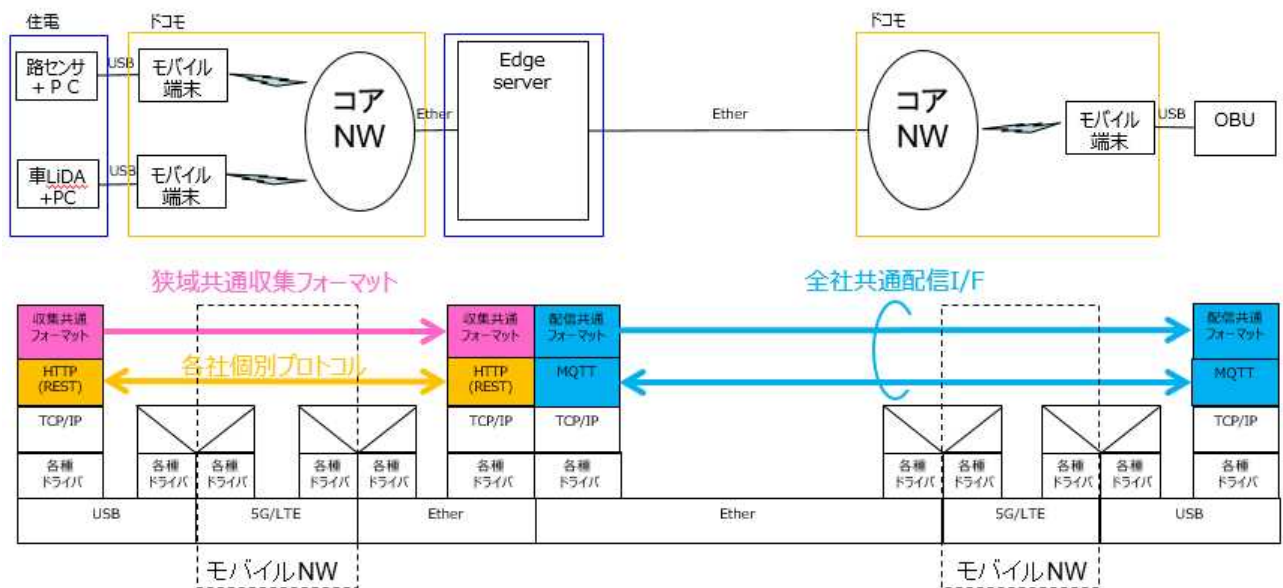 住電
ドコモ
ドコモ
路センサ
+PC
USB
モバイル
端末
コア
NW
Ether
Edge
server
Ether
コア
NW
モバイル
端末
USB
OBU
車LiDA
+PC
USB
モバイル
端末
狭域共通収集フォーマット
全社共通配信I/F
収集共通
フォーマット
収集共通
フォーマット
配信共通
フォーマット
配信共通
フォーマット
各社個別プロトコル
HTTP
(REST)
HTTP
(REST)
MQTT
MQTT
TCP/IP
TCP/IP
TCP/IP
TCP/IP
各種
ドライバ
各種
ドライバ
各種
ドライバ
各種
ドライバ
各種
ドライバ
各種
ドライバ
各種
ドライバ
各種
ドライバ
各種
ドライバ
各種
ドライバ
各種
ドライバ
各種
ドライバ
USB
5G/LTE
Ether
Ether
5G/LTE
USB
モバイルNW
モバイルNW